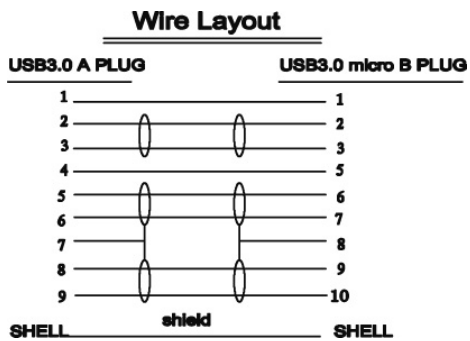 Wire Layout
USB3.0 A PLUG USB3.0 micro B PLUG
1 1
2 2
3 3
4 5
5 6
6 7
7 8
8 9
9 10
shield
SHELL SHELL